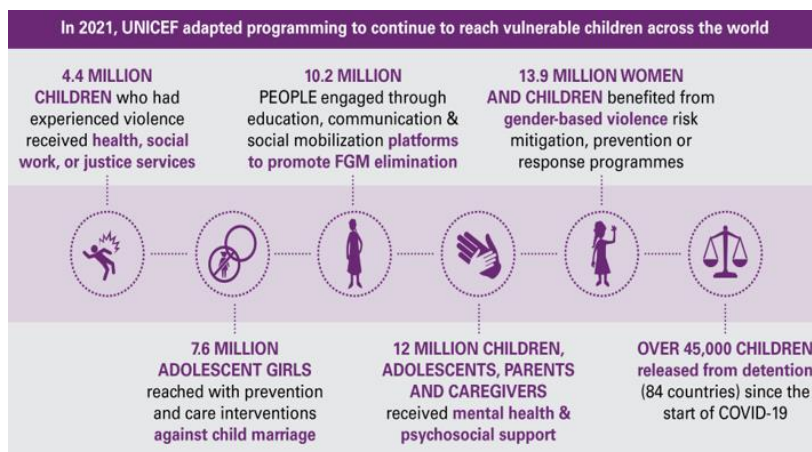 In 2021, UNICEF adapted programming to continue to reach vulnerable children across the world
4.4 MILLION
CHILDREN who had
experienced violence
received health, social
work, or justice services
10.2 MILLION
PEOPLE engaged through
education, communication &
social mobilization platforms
to promote FGM elimination
13.9 MILLION WOMEN
AND CHILDREN benefited from
gender-based violence risk
mitigation, prevention or
response programmes
7.6 MILLION
ADOLESCENT GIRLS
reached with prevention
and care interventions
against child marriage
12 MILLION CHILDREN,
ADOLESCENTS, PARENTS
AND CAREGIVERS
received mental health &
psychosocial support
OVER 45,000 CHILDREN
released from detention
(84 countries) since the
start of COVID-19